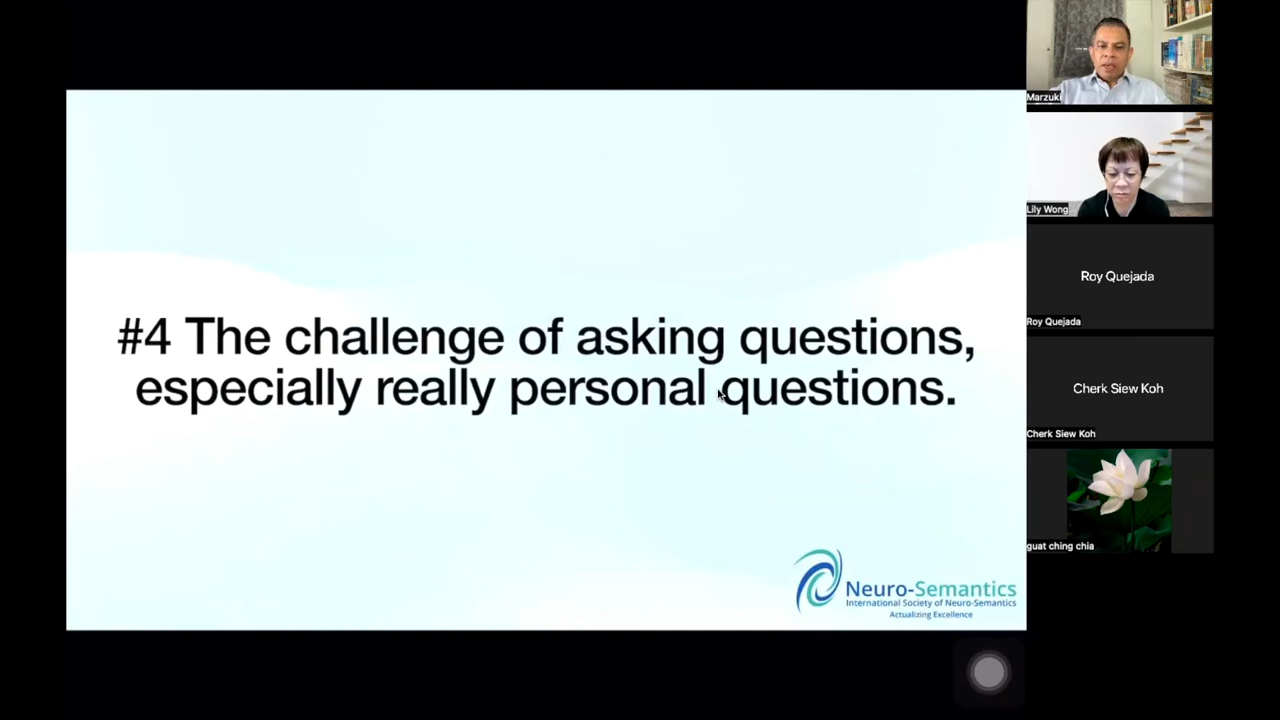 #4 The challenge of asking questions,
especially really personal questions.
Neuro-Semantics
International Society of Neuro-Semantics
Actualizing Excellence
Marzuki
Lily Wong
Roy Quejada
Roy Quejada
Cherk Siew Koh
Cherk Siew Koh
guat ching chia